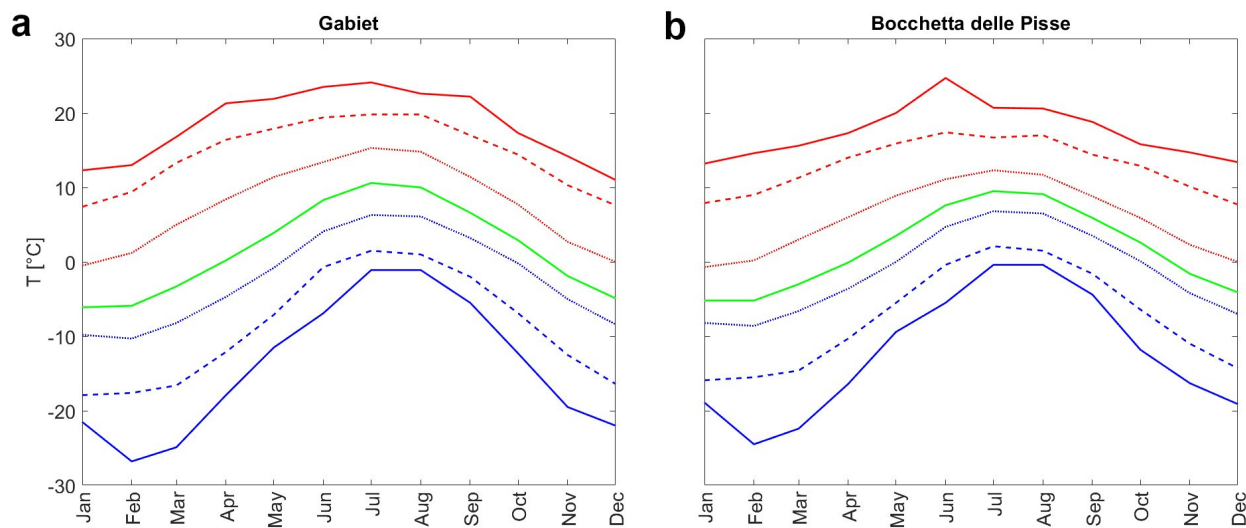 a
Gabiet
b
Bocchetta delle Pisse
T [°C]
30
20
10
0
-10
-20
-30
Jan
Feb
Mar
Apr
May
Jun
Jul
Aug
Sep
Oct
Nov
Dec
Jan
Feb
Mar
Apr
May
Jun
Jul
Aug
Sep
Oct
Nov
Dec